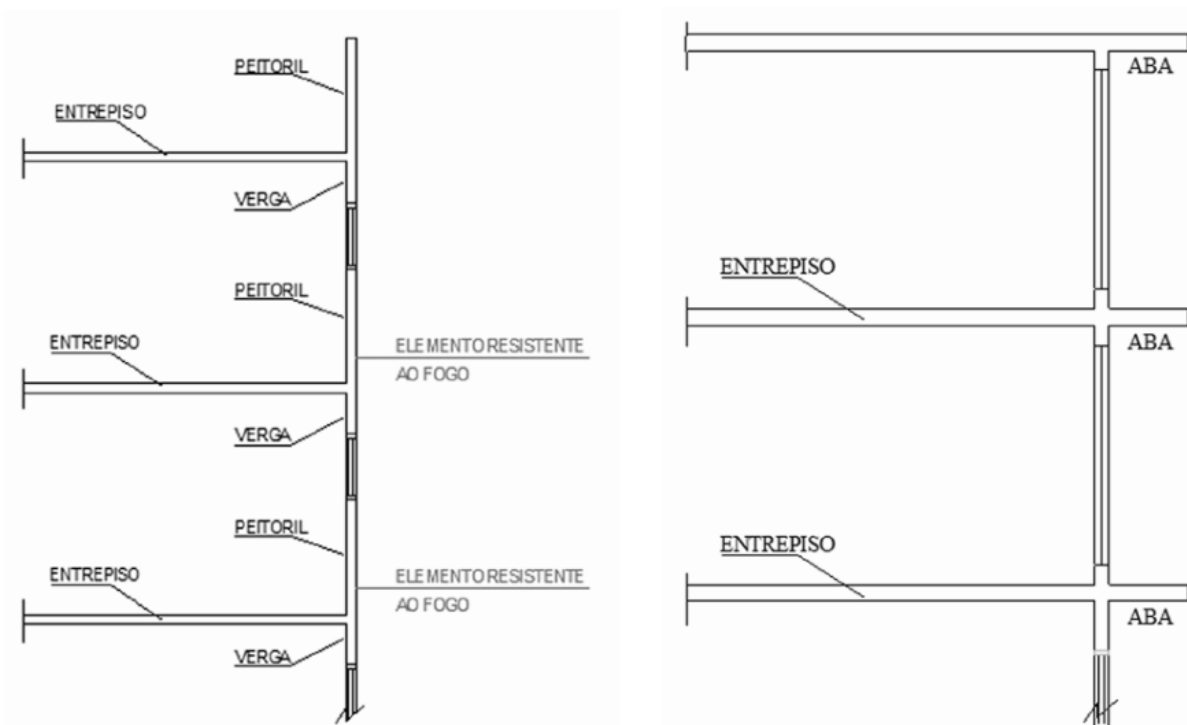 PEITORIL
ENTREPISO
VERGA
PEITORIL
ENTREPISO
ELEMENTO RESISTENTE
AO FOGO
VERGA
PEITORIL
ENTREPISO
ELEMENTO RESISTENTE
AO FOGO
VERGA
ABA
ENTREPISO
ABA
ENTREPISO
ABA